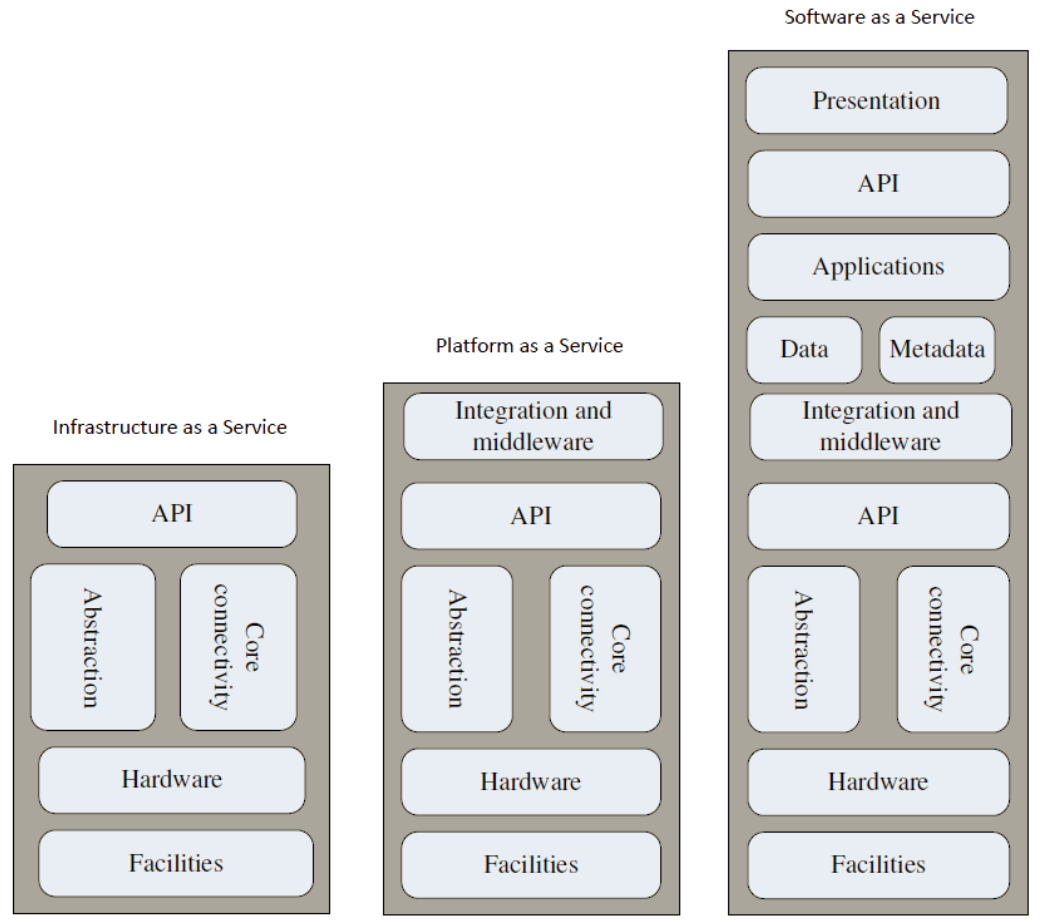 Infrastructure as a Service
API
Abstraction
Core
connectivity
Hardware
Facilities
Platform as a Service
Integration and
middleware
API
Abstraction
Core
connectivity
Hardware
Facilities
Software as a Service
Presentation
API
Applications
Data
Metadata
Integration and
middleware
API
Abstraction
Core
connectivity
Hardware
Facilities